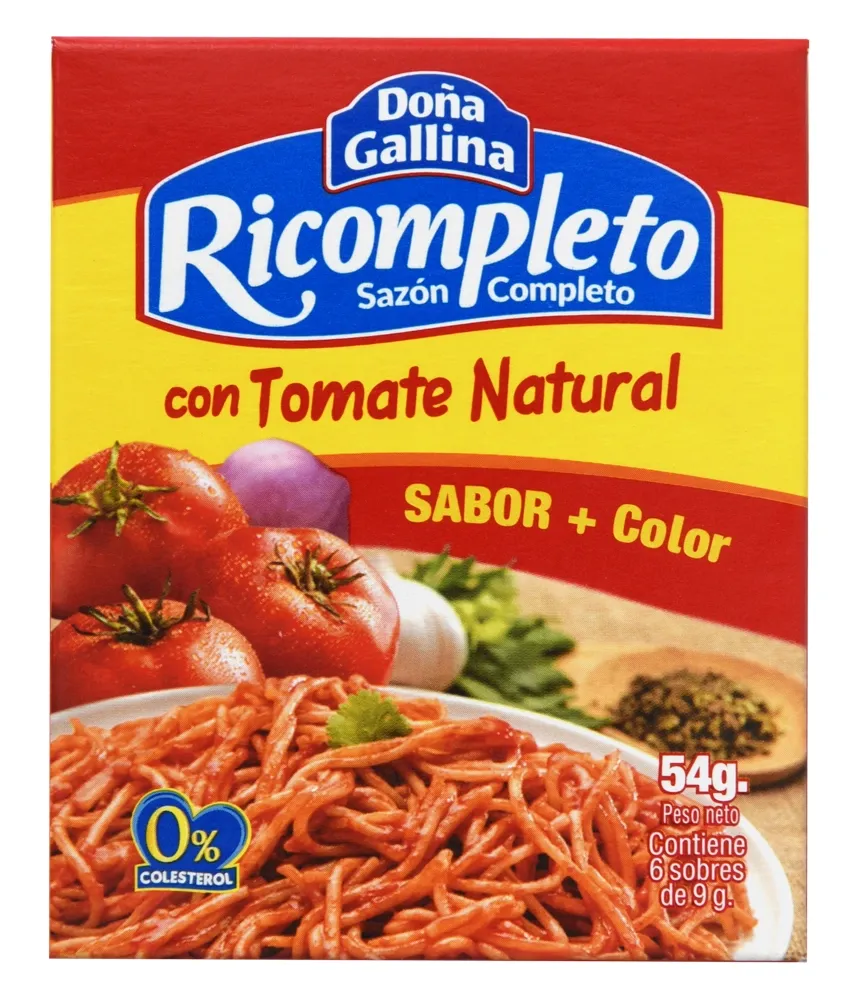 Doña
Gallina
Ricompleto
Sazón Completo
con Tomate Natural
SABOR + Color
54g.
Peso neto
Contiene
6 sobres
de 9 g.
0%
COLESTEROL